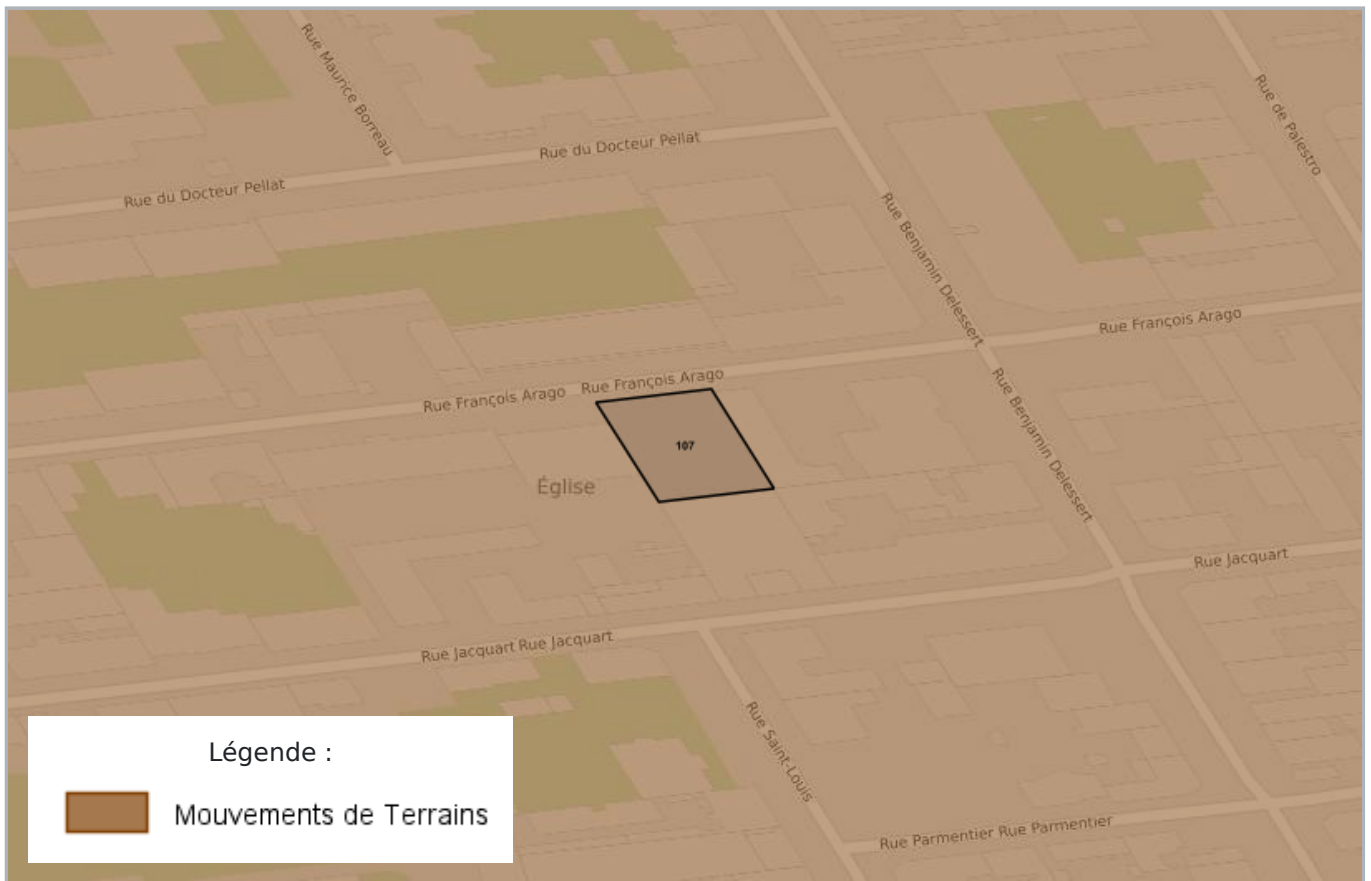 Rue Maurice Borreau
Rue de Palestro
Rue du Docteur Pellat
Rue du Docteur Pellat
Rue Benjamin Delessert
Rue François Arago
Rue François Arago
Rue François Arago
Rue Benjamin Delessert
107
Église
Rue Jacquart
Rue Jacquart Rue Jacquart
Rue Saint-Louis
Légende :
Mouvements de Terrains
Rue Parmentier Rue Parmentier